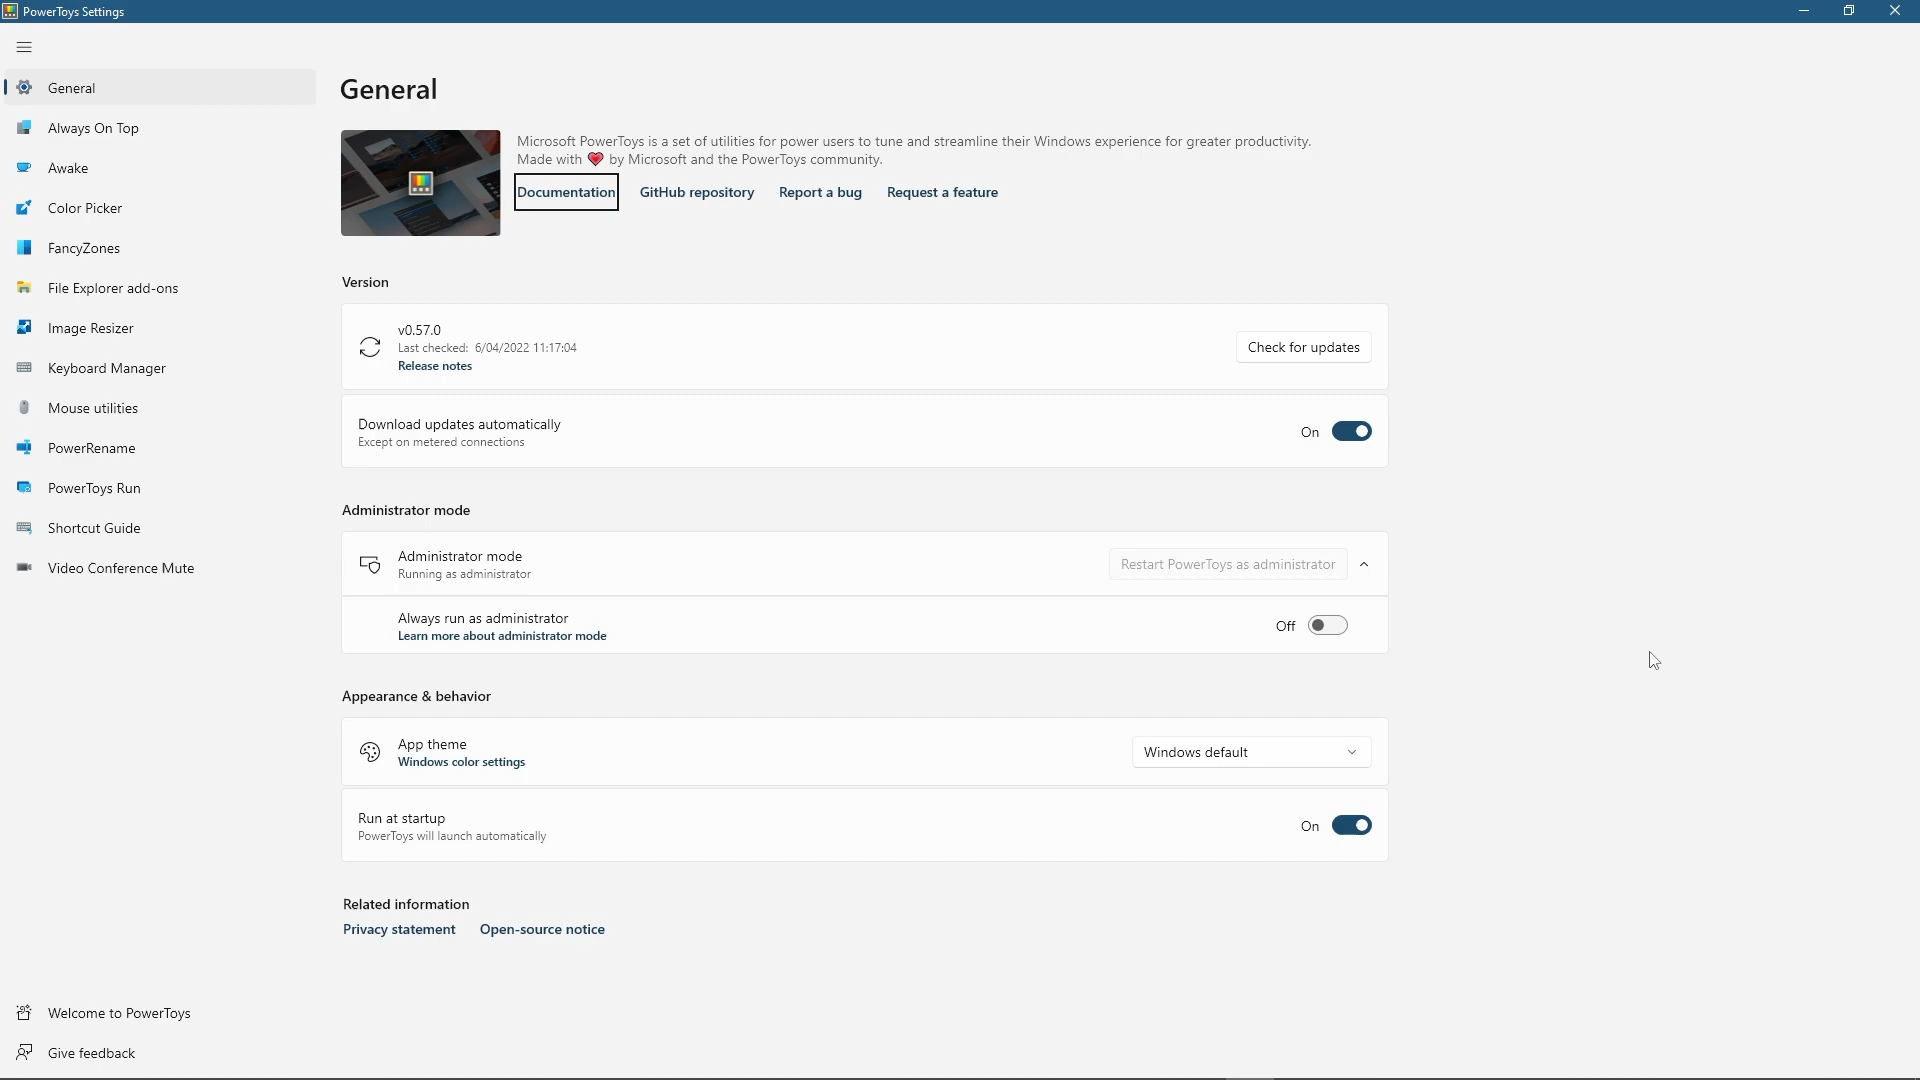 PowerToys Settings
General
Always On Top
Awake
Color Picker
FancyZones
File Explorer add-ons
Image Resizer
Keyboard Manager
Mouse utilities
PowerRename
PowerToys Run
Shortcut Guide
Video Conference Mute
Welcome to PowerToys
Give feedback
General
Microsoft PowerToys is a set of utilities for power users to tune and streamline their Windows experience for greater productivity.
Made with ❤ by Microsoft and the PowerToys community.
Documentation GitHub repository Report a bug Request a feature
Version
v0.57.0
Last checked: 6/04/2022 11:17:04
Release notes
Check for updates
Download updates automatically
Except on metered connections
On
Administrator mode
Administrator mode
Running as administrator
Restart PowerToys as administrator
Always run as administrator
Learn more about administrator mode
Off
Appearance & behavior
App theme
Windows color settings
Windows default
Run at startup
PowerToys will launch automatically
On
Related information
Privacy statement Open-source notice